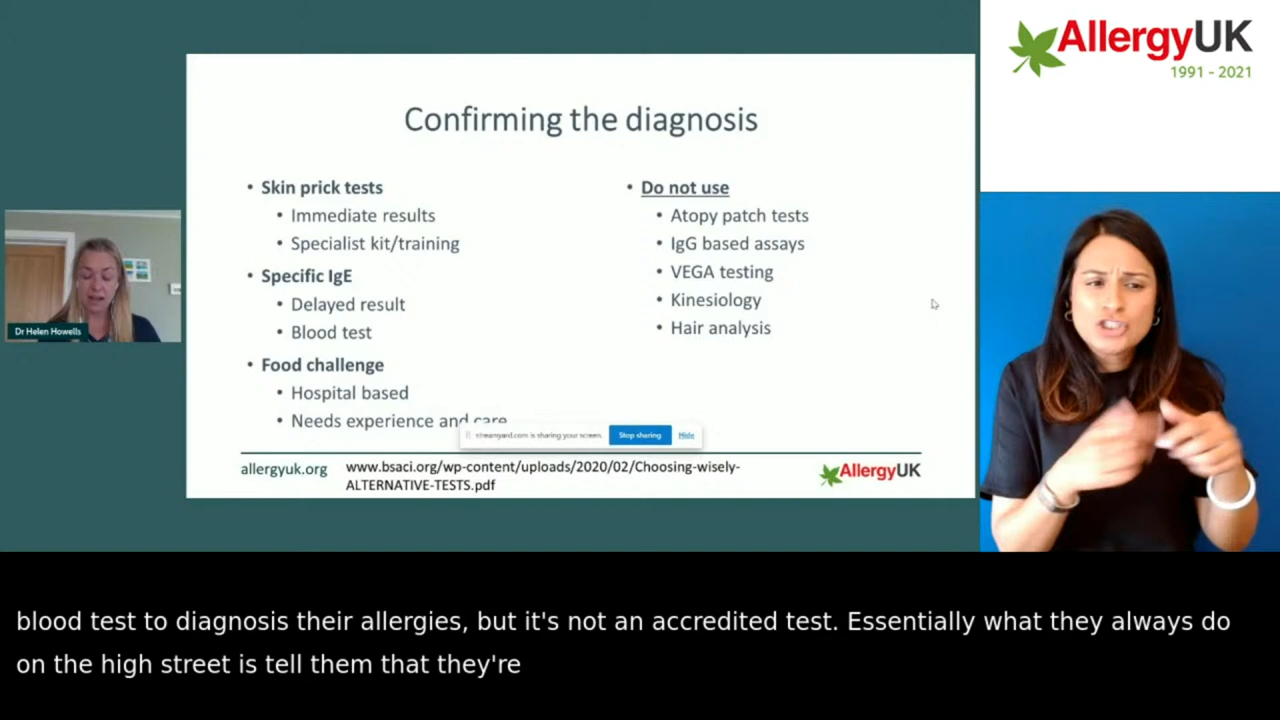 AllergyUK
1991 - 2021
Confirming the diagnosis
• Skin prick tests
• Immediate results
• Specialist kit/training
• Specific IgE
• Delayed result
• Blood test
• Food challenge
• Hospital based
• Needs experience and care
• Do not use
• Atopy patch tests
• IgG based assays
• VEGA testing
• Kinesiology
• Hair analysis
Dr Helen Howells
streamyard.com is sharing your screen.
Stop sharing
Hide
allergyuk.org
www.bsaci.org/wp-content/uploads/2020/02/Choosing-wisely-
ALTERNATIVE-TESTS.pdf
AllergyUK
blood test to diagnosis their allergies, but it's not an accredited test. Essentially what they always do
on the high street is tell them that they're